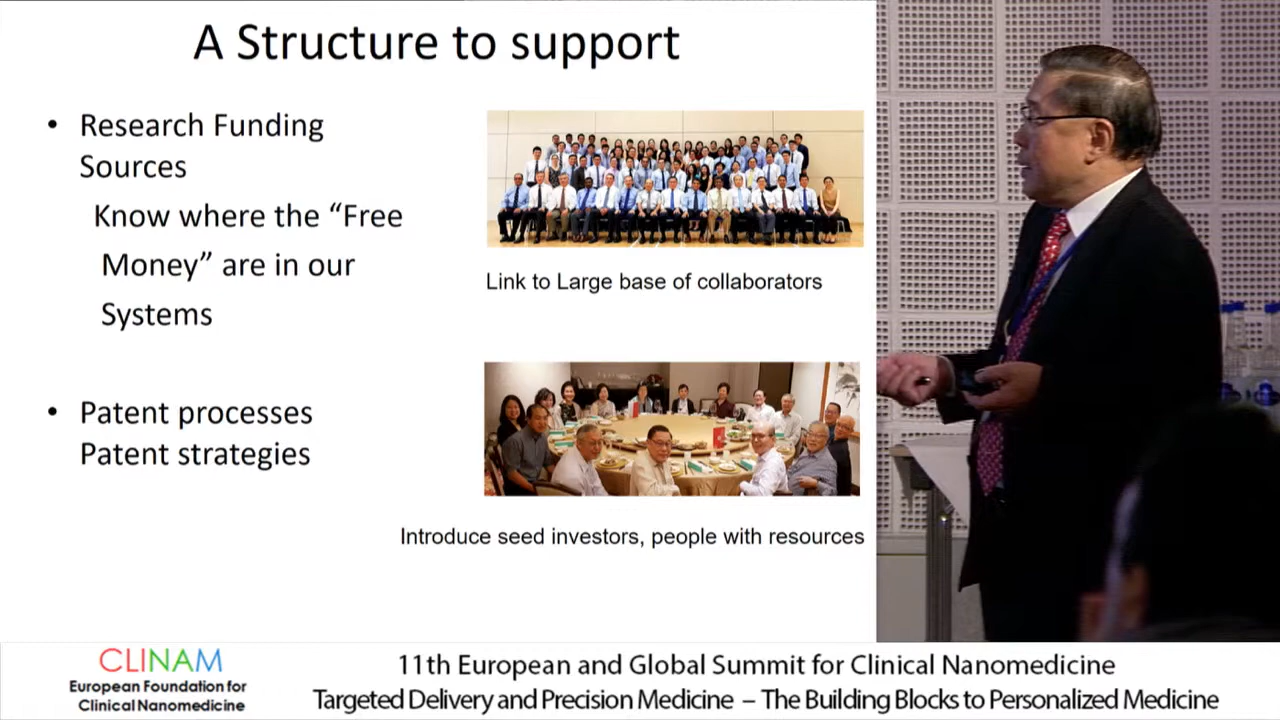 A Structure to support
• Research Funding
Sources
Know where the “Free
Money” are in our
Systems
• Patent processes
Patent strategies
Link to Large base of collaborators
Introduce seed investors, people with resources
CLINAM
European Foundation for
Clinical Nanomedicine
11th European and Global Summit for Clinical Nanomedicine
Targeted Delivery and Precision Medicine – The Building Blocks to Personalized Medicine